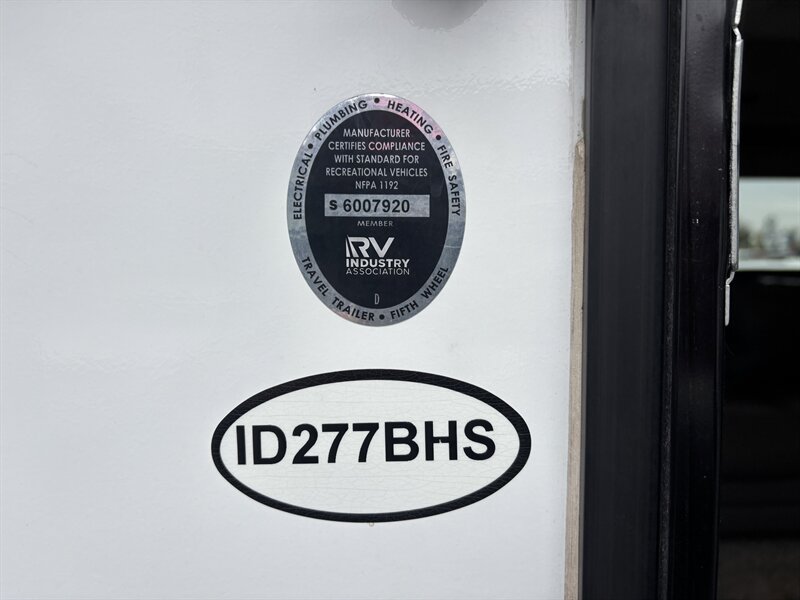 ELECTRICAL • PLUMBING • HEATING • FIRE SAFETY
MANUFACTURER
CERTIFIES COMPLIANCE
WITH STANDARD FOR
RECREATIONAL VEHICLES
NFPA 1192
S 6007920
MEMBER
RV
INDUSTRY
ASSOCIATION
D
TRAVEL TRAILER • FIFTH WHEEL
ID277BHS